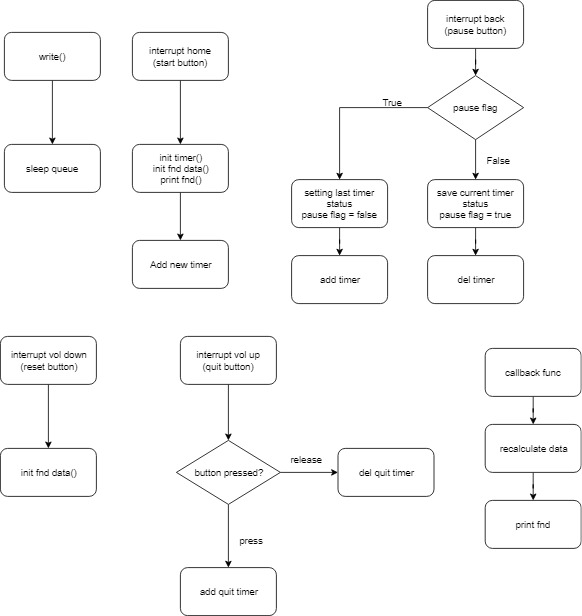 write()
sleep queue
interrupt home
(start button)
init timer()
init fnd data()
print fnd()
Add new timer
interrupt back
(pause button)
pause flag
True
False
setting last timer
status
pause flag = false
add timer
save current timer
status
pause flag = true
del timer
interrupt vol down
(reset button)
init fnd data()
interrupt vol up
(quit button)
button pressed?
release
del quit timer
press
add quit timer
callback func
recalculate data
print fnd